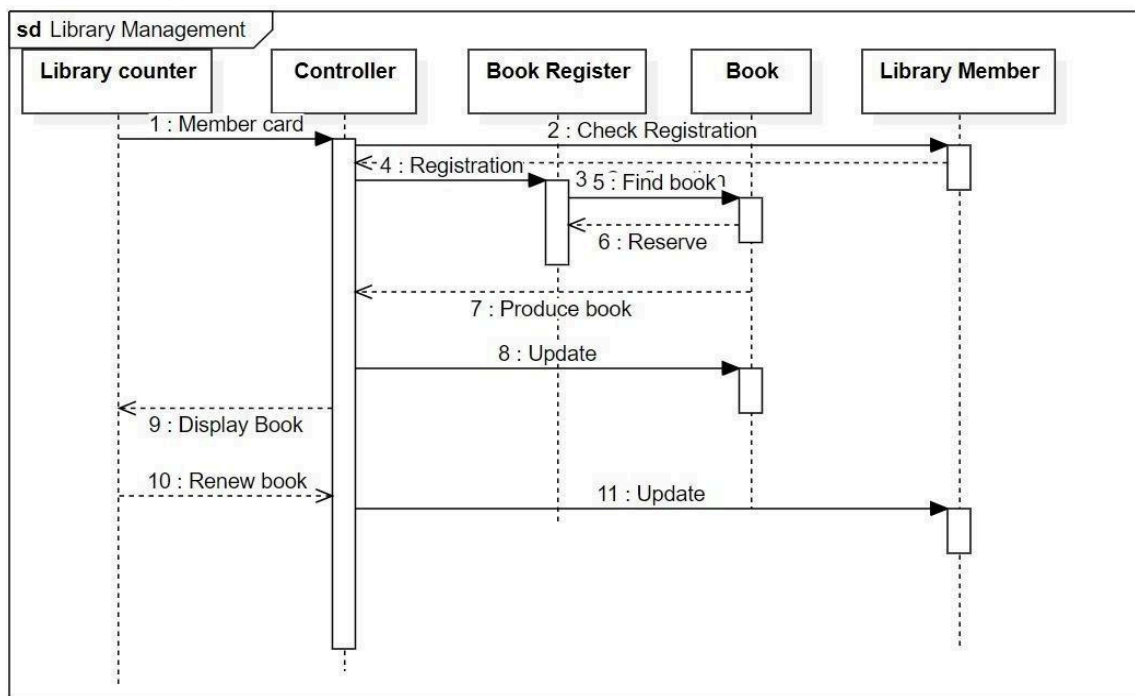 sd Library Management
Library counter
Controller
Book Register
Book
Library Member
1 : Member card
2 : Check Registration
3
4 : Registration
5 : Find book
6 : Reserve
7 : Produce book
8 : Update
9 : Display Book
10 : Renew book
11 : Update